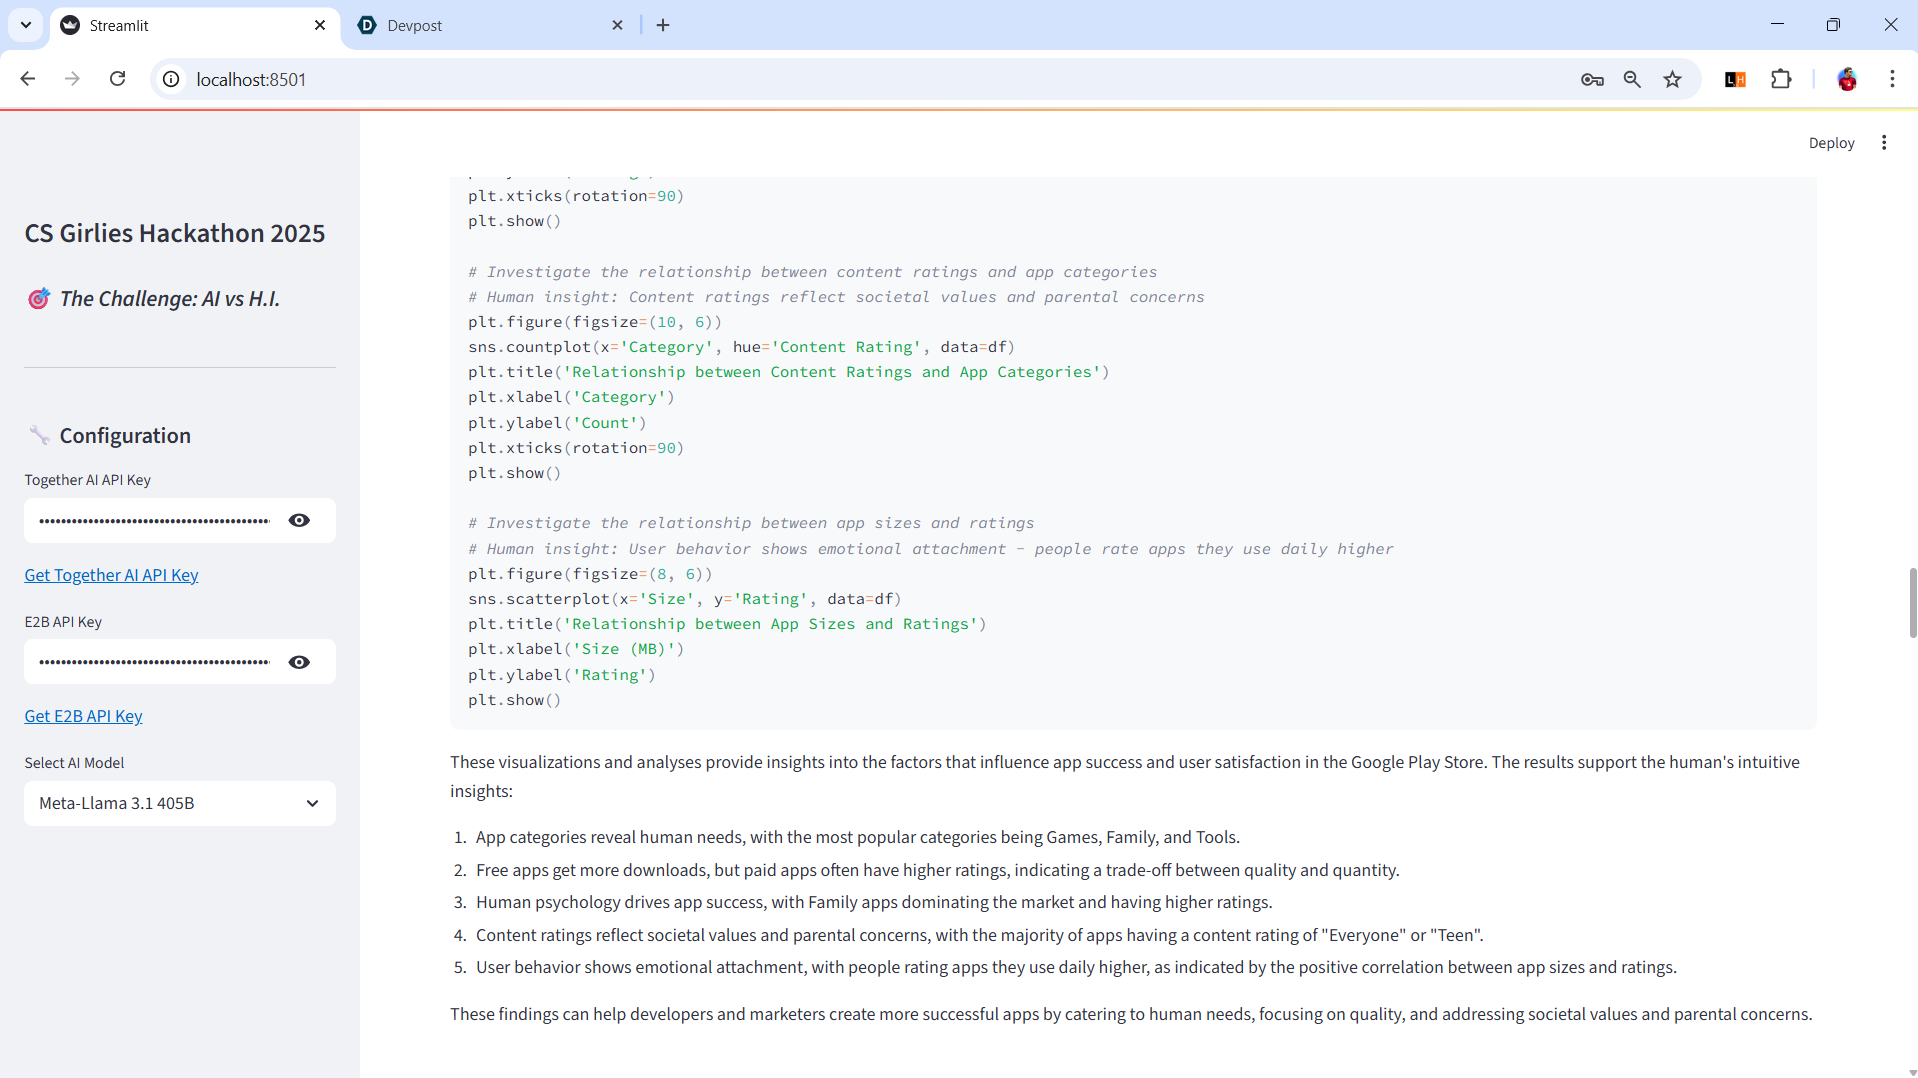 Streamlit
Devpost
localhost:8501
Deploy
CS Girlies Hackathon 2025
The Challenge: AI vs H.I.
Configuration
Together AI API Key
Get Together AI API Key
E2B API Key
Get E2B API Key
Select AI Model
Meta-Llama 3.1 405B
plt.xticks(rotation=90)
plt.show()
# Investigate the relationship between content ratings and app categories
# Human insight: Content ratings reflect societal values and parental concerns
plt.figure(figsize=(10, 6))
sns.countplot(x='Category', hue='Content Rating', data=df)
plt.title('Relationship between Content Ratings and App Categories')
plt.xlabel('Category')
plt.ylabel('Count')
plt.xticks(rotation=90)
plt.show()
# Investigate the relationship between app sizes and ratings
# Human insight: User behavior shows emotional attachment - people rate apps they use daily higher
plt.figure(figsize=(8, 6))
sns.scatterplot(x='Size', y='Rating', data=df)
plt.title('Relationship between App Sizes and Ratings')
plt.xlabel('Size (MB)')
plt.ylabel('Rating')
plt.show()
These visualizations and analyses provide insights into the factors that influence app success and user satisfaction in the Google Play Store. The results support the human's intuitive
insights:
1. App categories reveal human needs, with the most popular categories being Games, Family, and Tools.
2. Free apps get more downloads, but paid apps often have higher ratings, indicating a trade-off between quality and quantity.
3. Human psychology drives app success, with Family apps dominating the market and having higher ratings.
4. Content ratings reflect societal values and parental concerns, with the majority of apps having a content rating of "Everyone" or "Teen".
5. User behavior shows emotional attachment, with people rating apps they use daily higher, as indicated by the positive correlation between app sizes and ratings.
These findings can help developers and marketers create more successful apps by catering to human needs, focusing on quality, and addressing societal values and parental concerns.